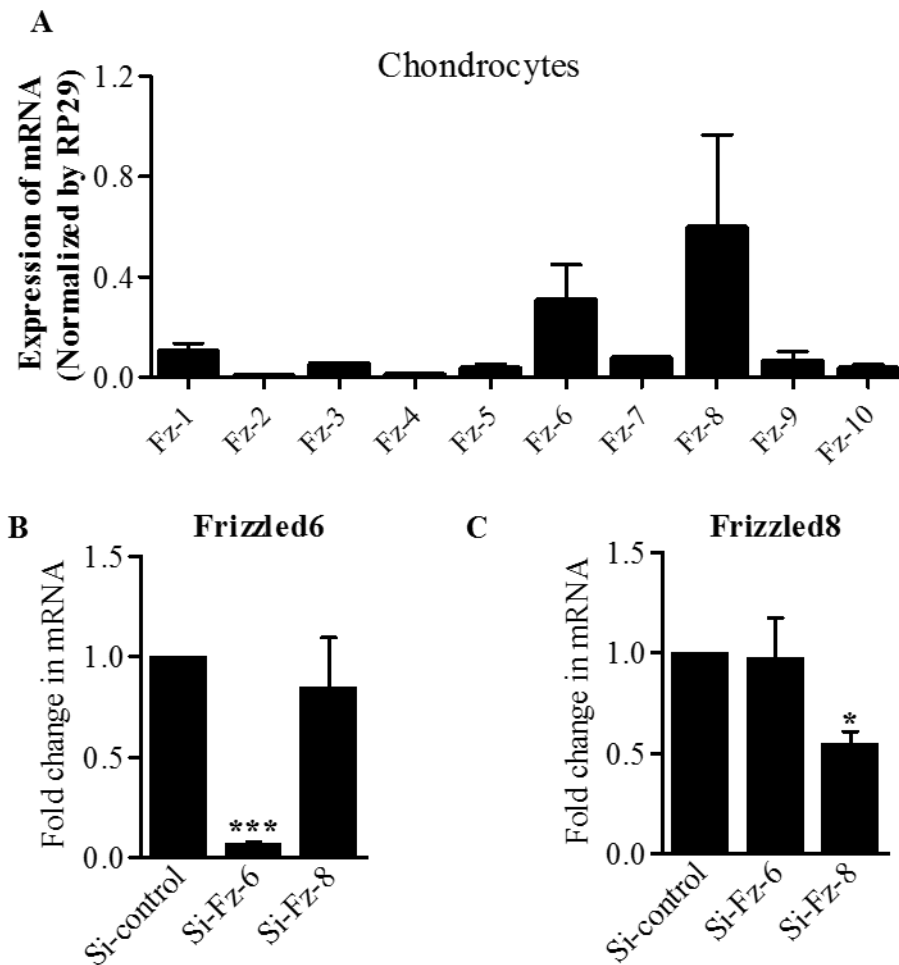 A
Chondrocytes
Expression of mRNA
(Normalized by RP29)
1.2
0.8
0.4
0.0
Fz-1
Fz-2
Fz-3
Fz-4
Fz-5
Fz-6
Fz-7
Fz-8
Fz-9
Fz-10
B
Frizzled6
Fold change in mRNA
1.5
1.0
0.5
0.0
***
Si-control
Si-Fz-6
Si-Fz-8
C
Frizzled8
Fold change in mRNA
1.5
1.0
0.5
0.0
*
Si-control
Si-Fz-6
Si-Fz-8